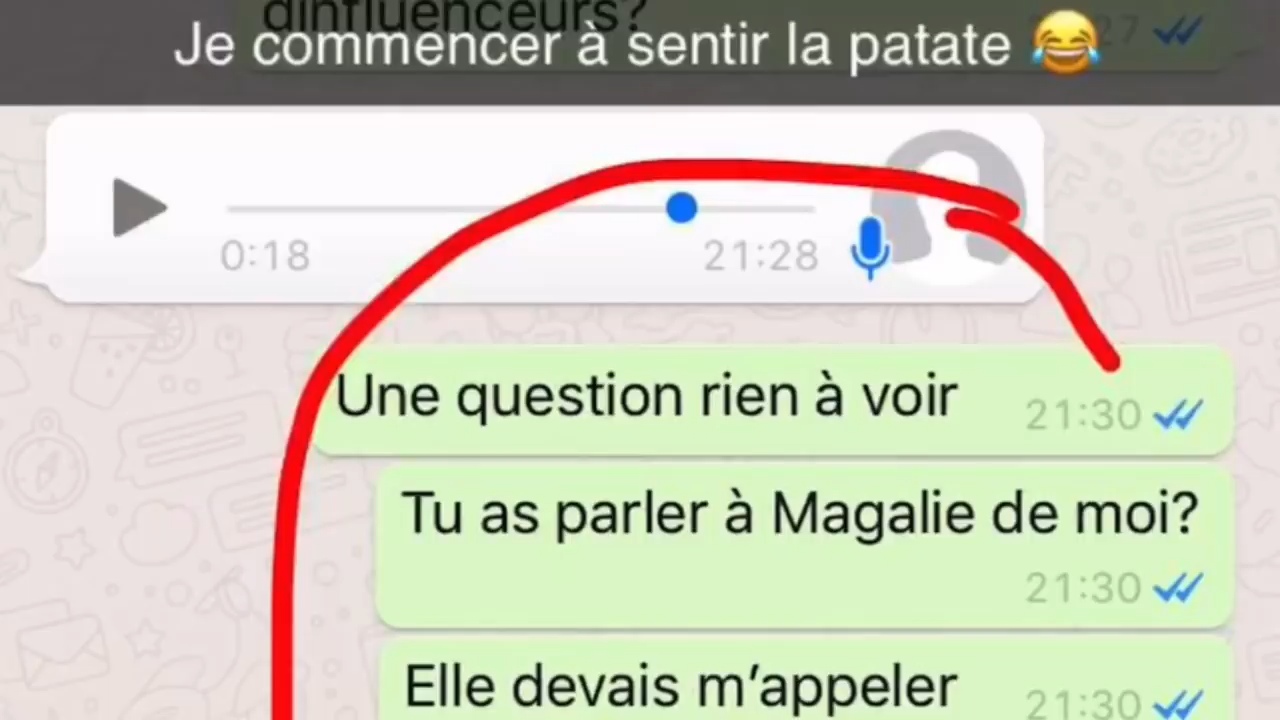 dinfluenceurs?
Je commencer à sentir la patate 😂
0:18 21:28
Une question rien à voir 21:30
Tu as parler à Magalie de moi?
21:30
Elle devais m’appeler 21:30